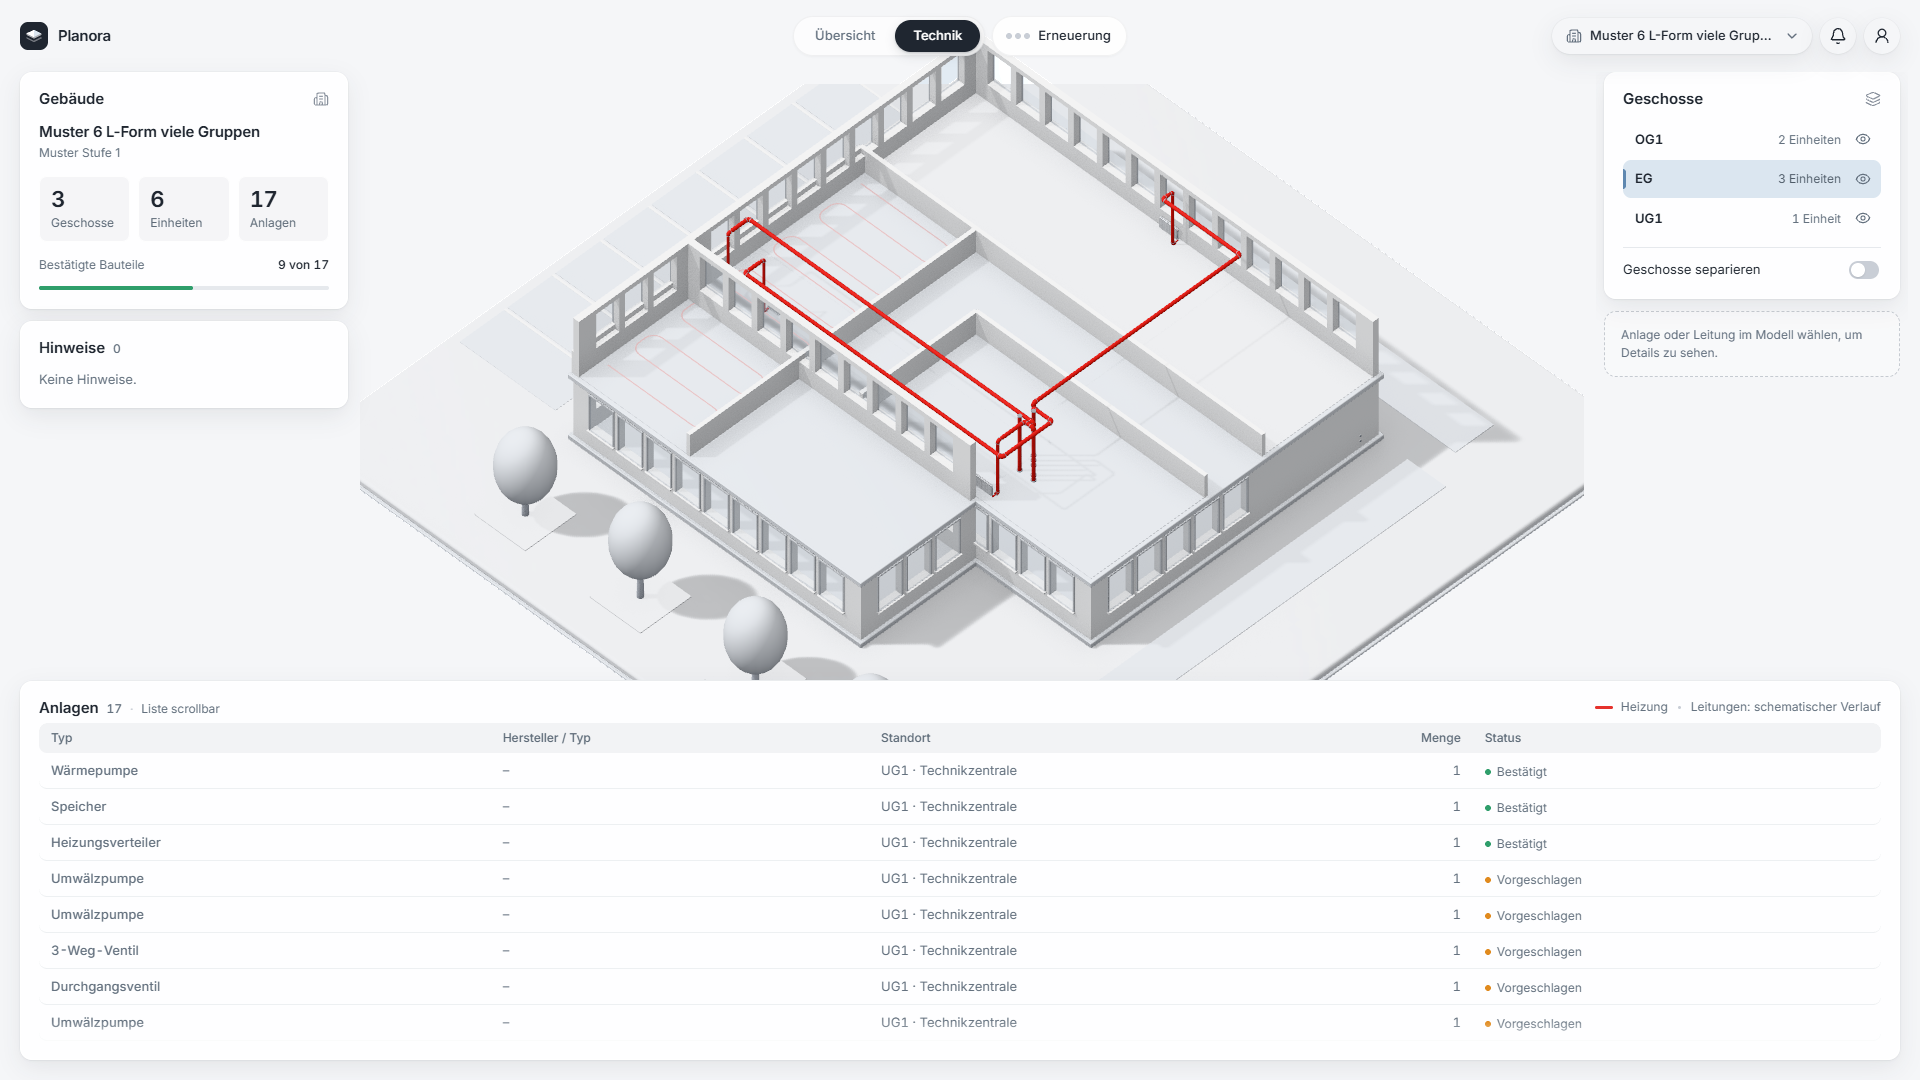 Planora
Übersicht
Technik
Erneuerung
Muster 6 L-Form viele Grup...
Gebäude
Muster 6 L-Form viele Gruppen
Muster Stufe 1
3 6 17
Geschosse Einheiten Anlagen
Bestätigte Bauteile 9 von 17
Hinweise 0
Keine Hinweise.
Geschosse
OG1 2 Einheiten
EG 3 Einheiten
UG1 1 Einheit
Geschosse separieren
Anlage oder Leitung im Modell wählen, um
Details zu sehen.
Anlagen 17 · Liste scrollbar
Heizung • Leitungen: schematischer Verlauf
Typ Hersteller / Typ Standort Menge Status
Wärmepumpe – UG1 · Technikzentrale 1 Bestätigt
Speicher – UG1 · Technikzentrale 1 Bestätigt
Heizungsverteiler – UG1 · Technikzentrale 1 Bestätigt
Umwälzpumpe – UG1 · Technikzentrale 1 Vorgeschlagen
Umwälzpumpe – UG1 · Technikzentrale 1 Vorgeschlagen
3-Weg-Ventil – UG1 · Technikzentrale 1 Vorgeschlagen
Durchgangsventil – UG1 · Technikzentrale 1 Vorgeschlagen
Umwälzpumpe – UG1 · Technikzentrale 1 Vorgeschlagen